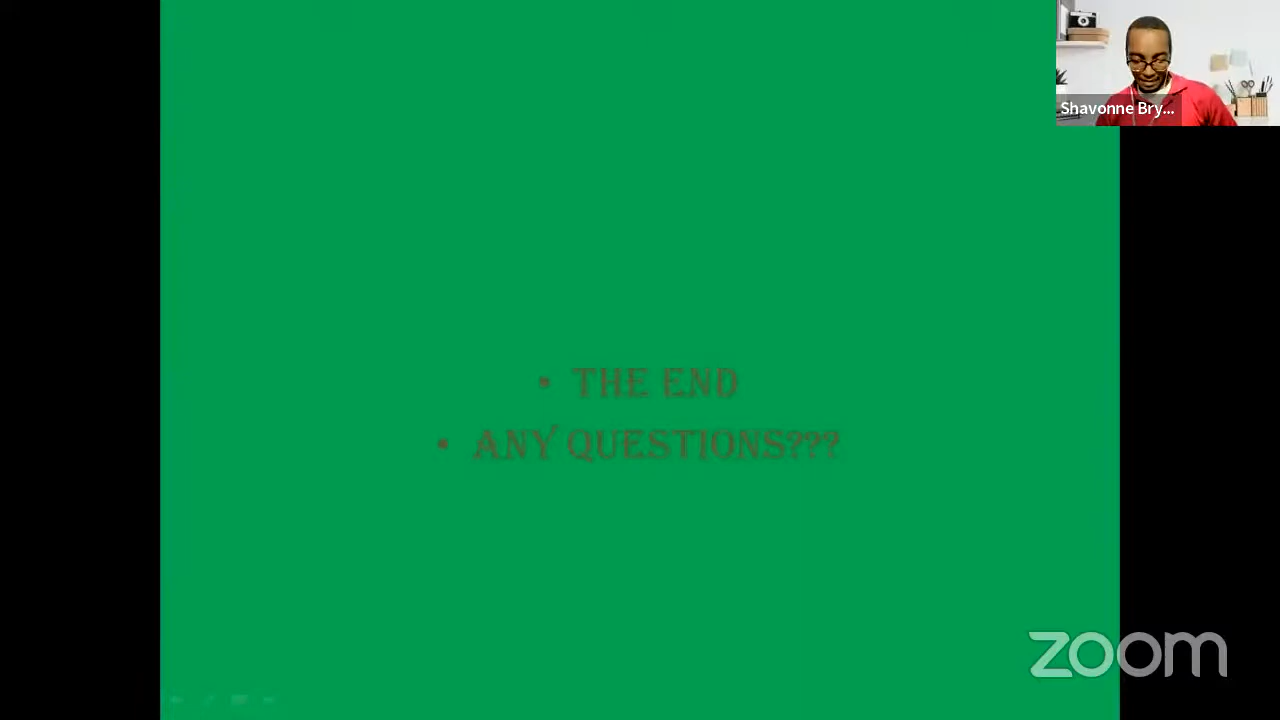 Shavonne Bry...
• THE END
• ANY QUESTIONS???
zoom